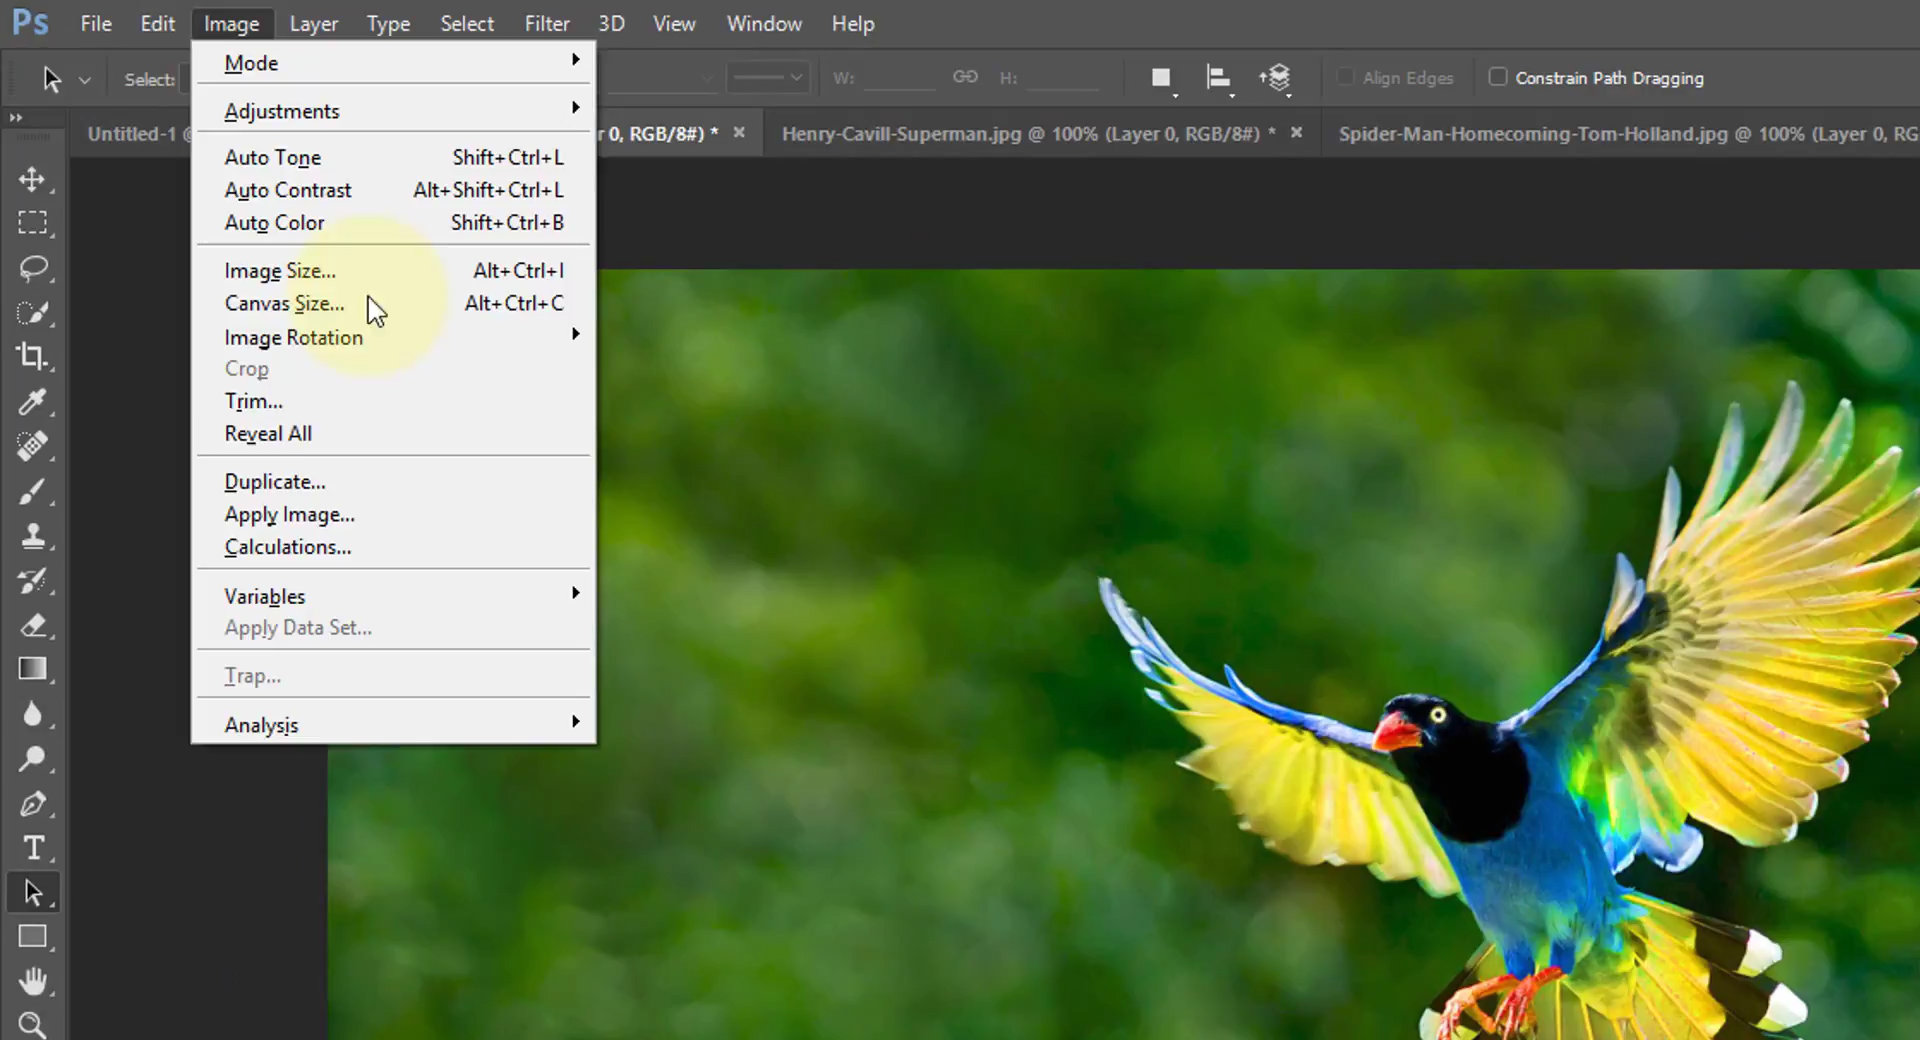 Ps File Edit Image Layer Type Select Filter 3D View Window Help
Select: W: H: Align Edges Constrain Path Dragging
Untitled-1 @ r 0, RGB/8#) * × Henry-Cavill-Superman.jpg @ 100% (Layer 0, RGB/8#) * × Spider-Man-Homecoming-Tom-Holland.jpg @ 100% (Layer 0, RG
Mode
Adjustments
Auto Tone Shift+Ctrl+L
Auto Contrast Alt+Shift+Ctrl+L
Auto Color Shift+Ctrl+B
Image Size... Alt+Ctrl+I
Canvas Size... Alt+Ctrl+C
Image Rotation
Crop
Trim...
Reveal All
Duplicate...
Apply Image...
Calculations...
Variables
Apply Data Set...
Trap...
Analysis